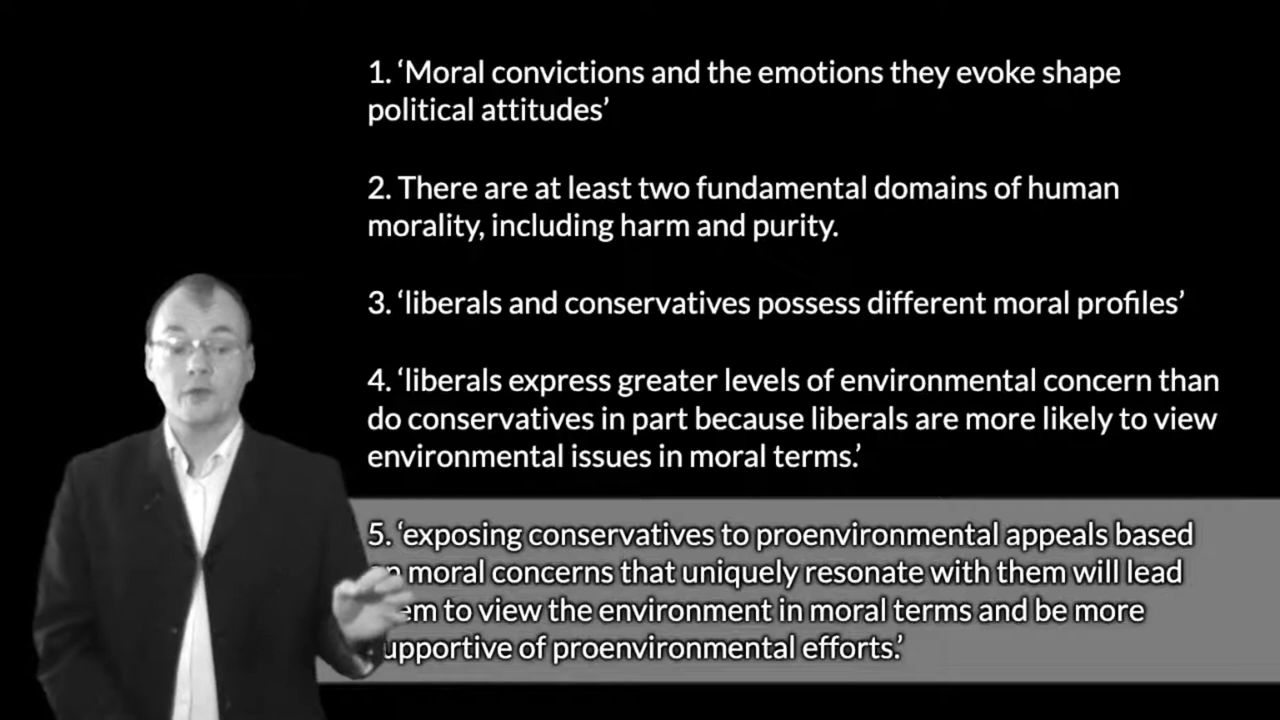 1. ‘Moral convictions and the emotions they evoke shape
political attitudes’
2. There are at least two fundamental domains of human
morality, including harm and purity.
3. ‘liberals and conservatives possess different moral profiles’
4. ‘liberals express greater levels of environmental concern than
do conservatives in part because liberals are more likely to view
environmental issues in moral terms.’
5. ‘exposing conservatives to proenvironmental appeals based
moral concerns that uniquely resonate with them will lead
to view the environment in moral terms and be more
of proenvironmental efforts.’